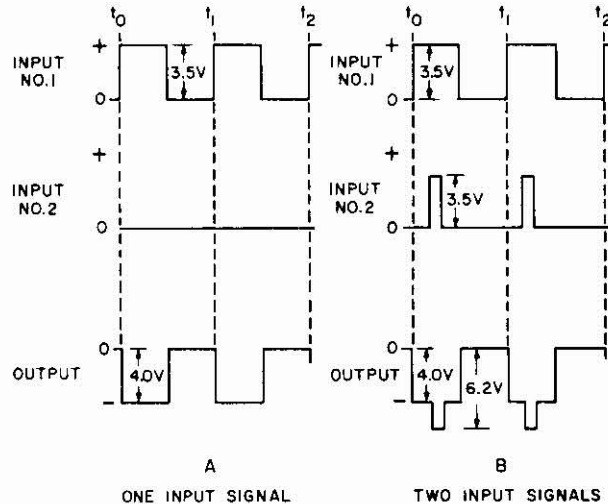 t0 t1 t2 t0 t1 t2
INPUT NO.1 + 0 3.5V
INPUT NO.1 + 0 3.5V
INPUT NO.2 + 0
INPUT NO.2 + 0 3.5V
OUTPUT 0 - 4.0V
OUTPUT 0 - 4.0V 6.2V
A B
ONE INPUT SIGNAL TWO INPUT SIGNALS